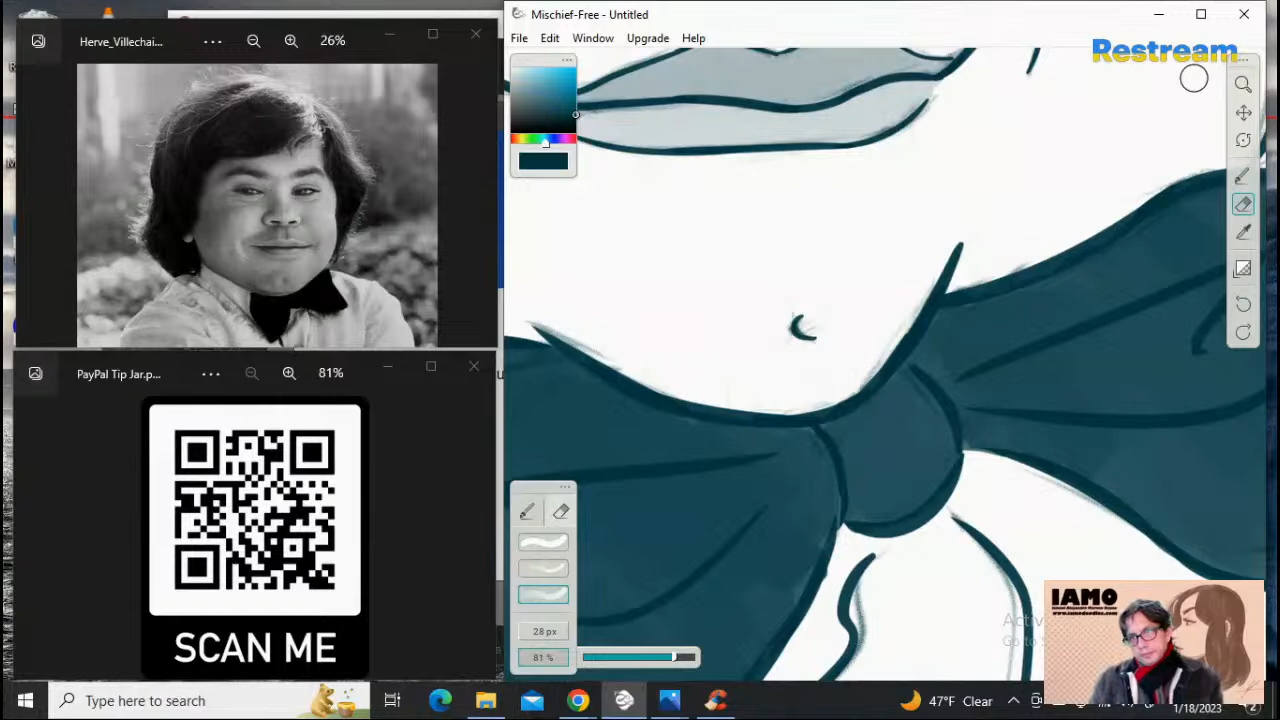 Herve_Villechai...
26%
Mischief-Free - Untitled
File Edit Window Upgrade Help
Restream
PayPal Tip Jar.p...
81%
SCAN ME
28 px
81 %
IAMO
Type here to search
47°F Clear
1/18/2023